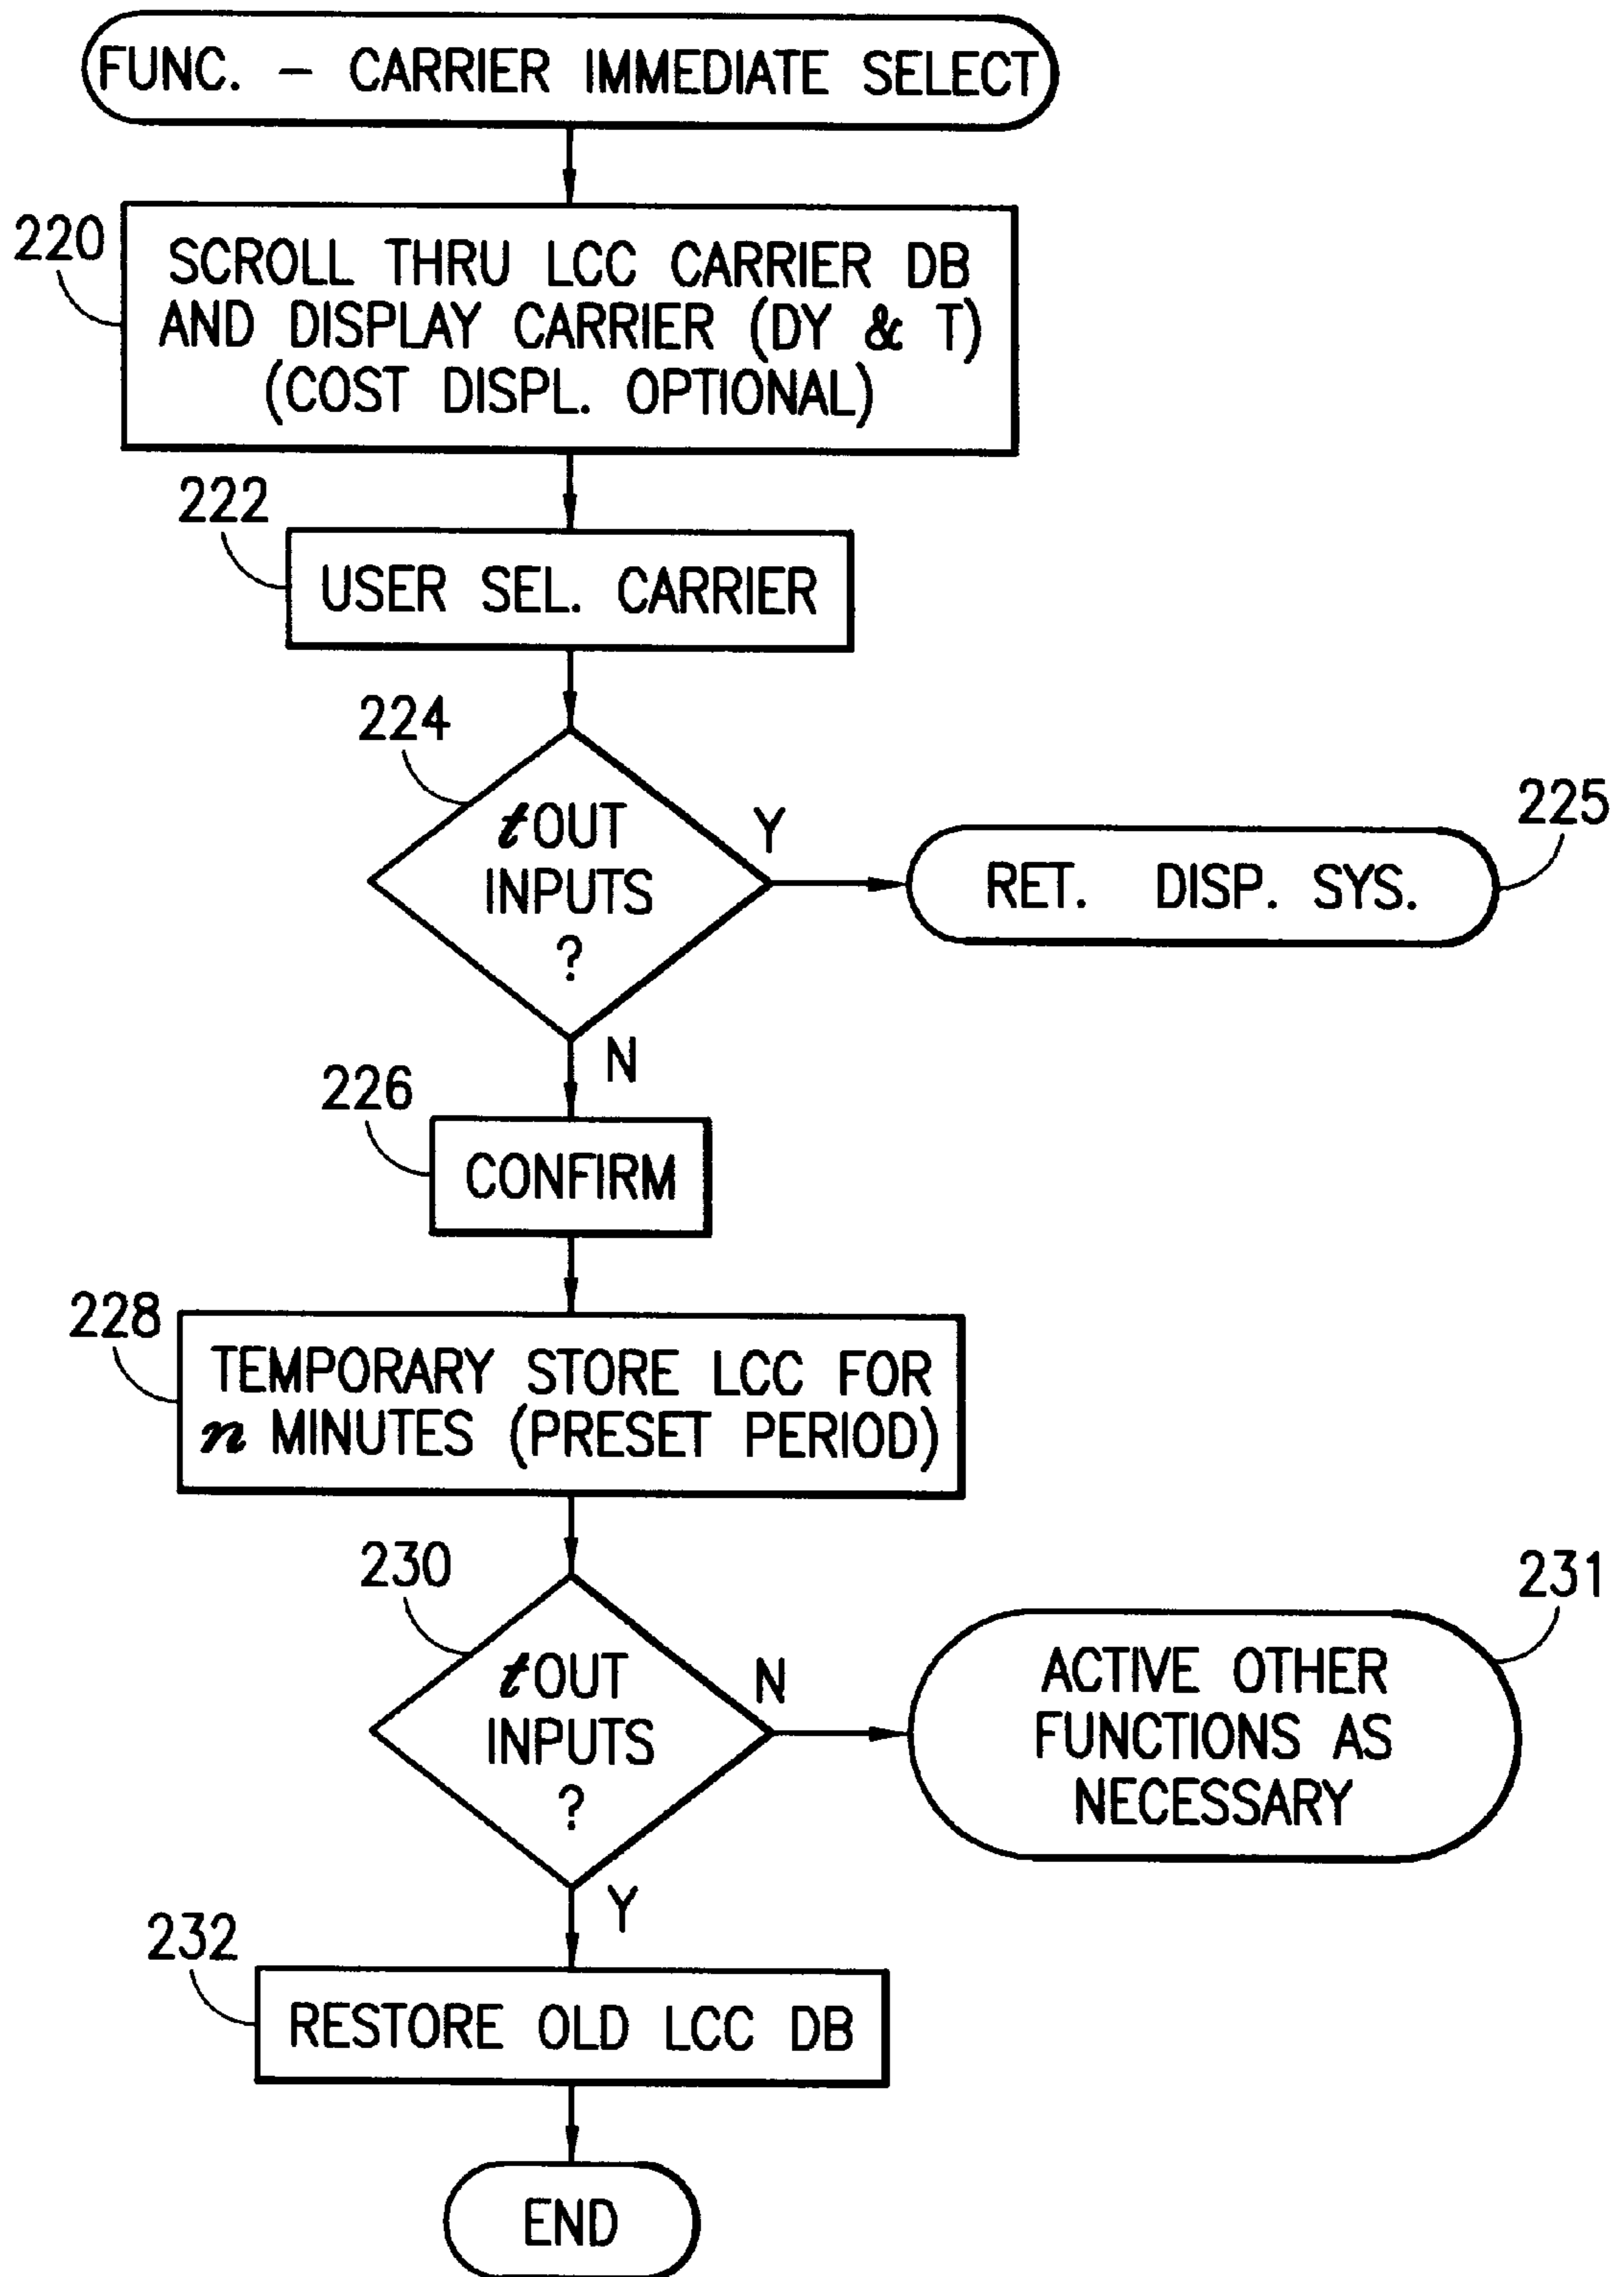 FUNC. - CARRIER IMMEDIATE SELECT
220
SCROLL THRU LCC CARRIER DB
AND DISPLAY CARRIER (DY & T)
(COST DISPL. OPTIONAL)
222
USER SEL. CARRIER
224
tOUT
INPUTS
?
Y
225
RET. DISP. SYS.
N
226
CONFIRM
228
TEMPORARY STORE LCC FOR
n MINUTES (PRESET PERIOD)
230
tOUT
INPUTS
?
N
231
ACTIVE OTHER
FUNCTIONS AS
NECESSARY
Y
232
RESTORE OLD LCC DB
END